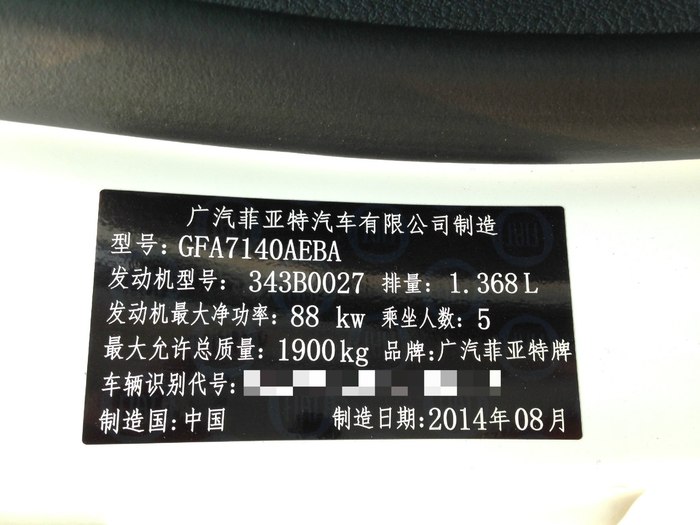 广汽菲亚特汽车有限公司制造
型号: GFA7140AEBA
发动机型号: 343B0027 排量: 1.368L
发动机最大净功率: 88 kw 乘坐人数: 5
最大允许总质量: 1900kg 品牌: 广汽菲亚特牌
车辆识别代号:
制造国: 中国 制造日期: 2014年08月